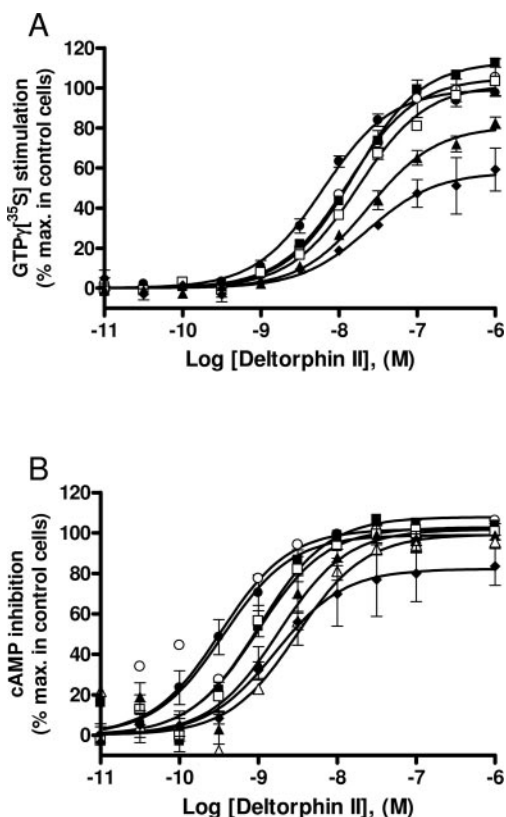 A
GTPγ[³⁵S] stimulation
(% max. in control cells)
120
100
80
60
40
20
0
-11 -10 -9 -8 -7 -6
Log [Deltorphin II], (M)
B
cAMP inhibition
(% max. in control cells)
120
100
80
60
40
20
0
-11 -10 -9 -8 -7 -6
Log [Deltorphin II], (M)